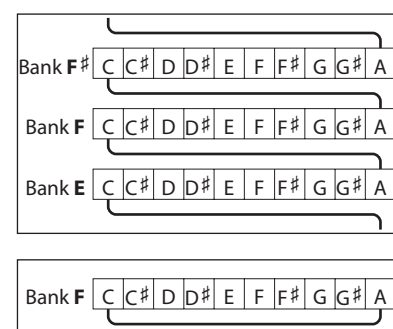 Bank F♯ C C♯ D D♯ E F F♯ G G♯ A
Bank F C C♯ D D♯ E F F♯ G G♯ A
Bank E C C♯ D D♯ E F F♯ G G♯ A
Bank F C C♯ D D♯ E F F♯ G G♯ A